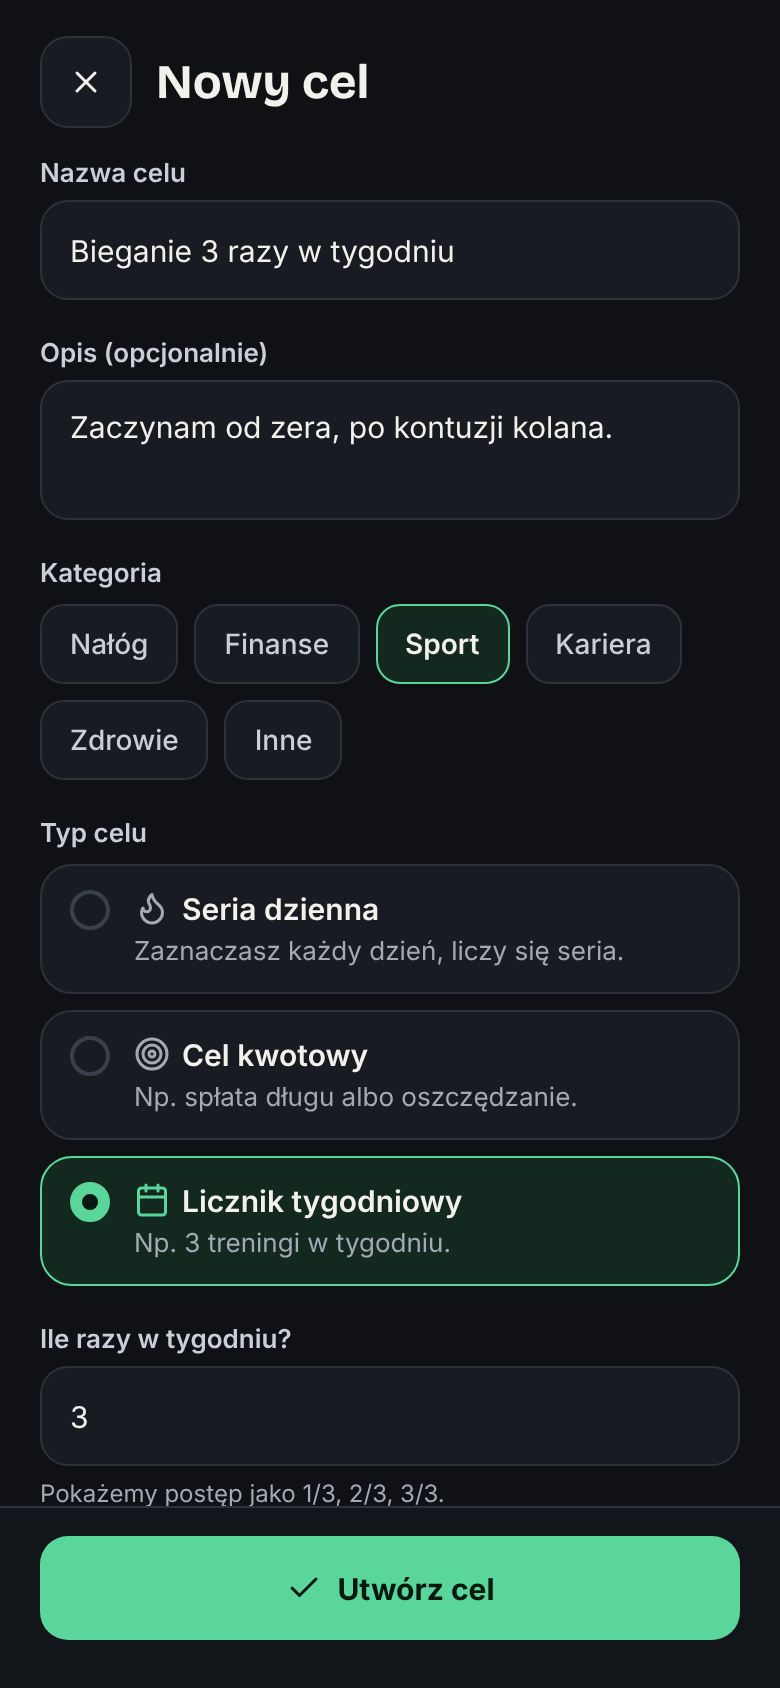 Nowy cel
Nazwa celu
Bieganie 3 razy w tygodniu
Opis (opcjonalnie)
Zaczynam od zera, po kontuzji kolana.
Kategoria
Nałóg Finanse Sport Kariera
Zdrowie Inne
Typ celu
Seria dzienna
Zaznaczasz każdy dzień, liczy się seria.
Cel kwotowy
Np. spłata długu albo oszczędzanie.
Licznik tygodniowy
Np. 3 treningi w tygodniu.
Ile razy w tygodniu?
3
Pokażemy postęp jako 1/3, 2/3, 3/3.
Utwórz cel